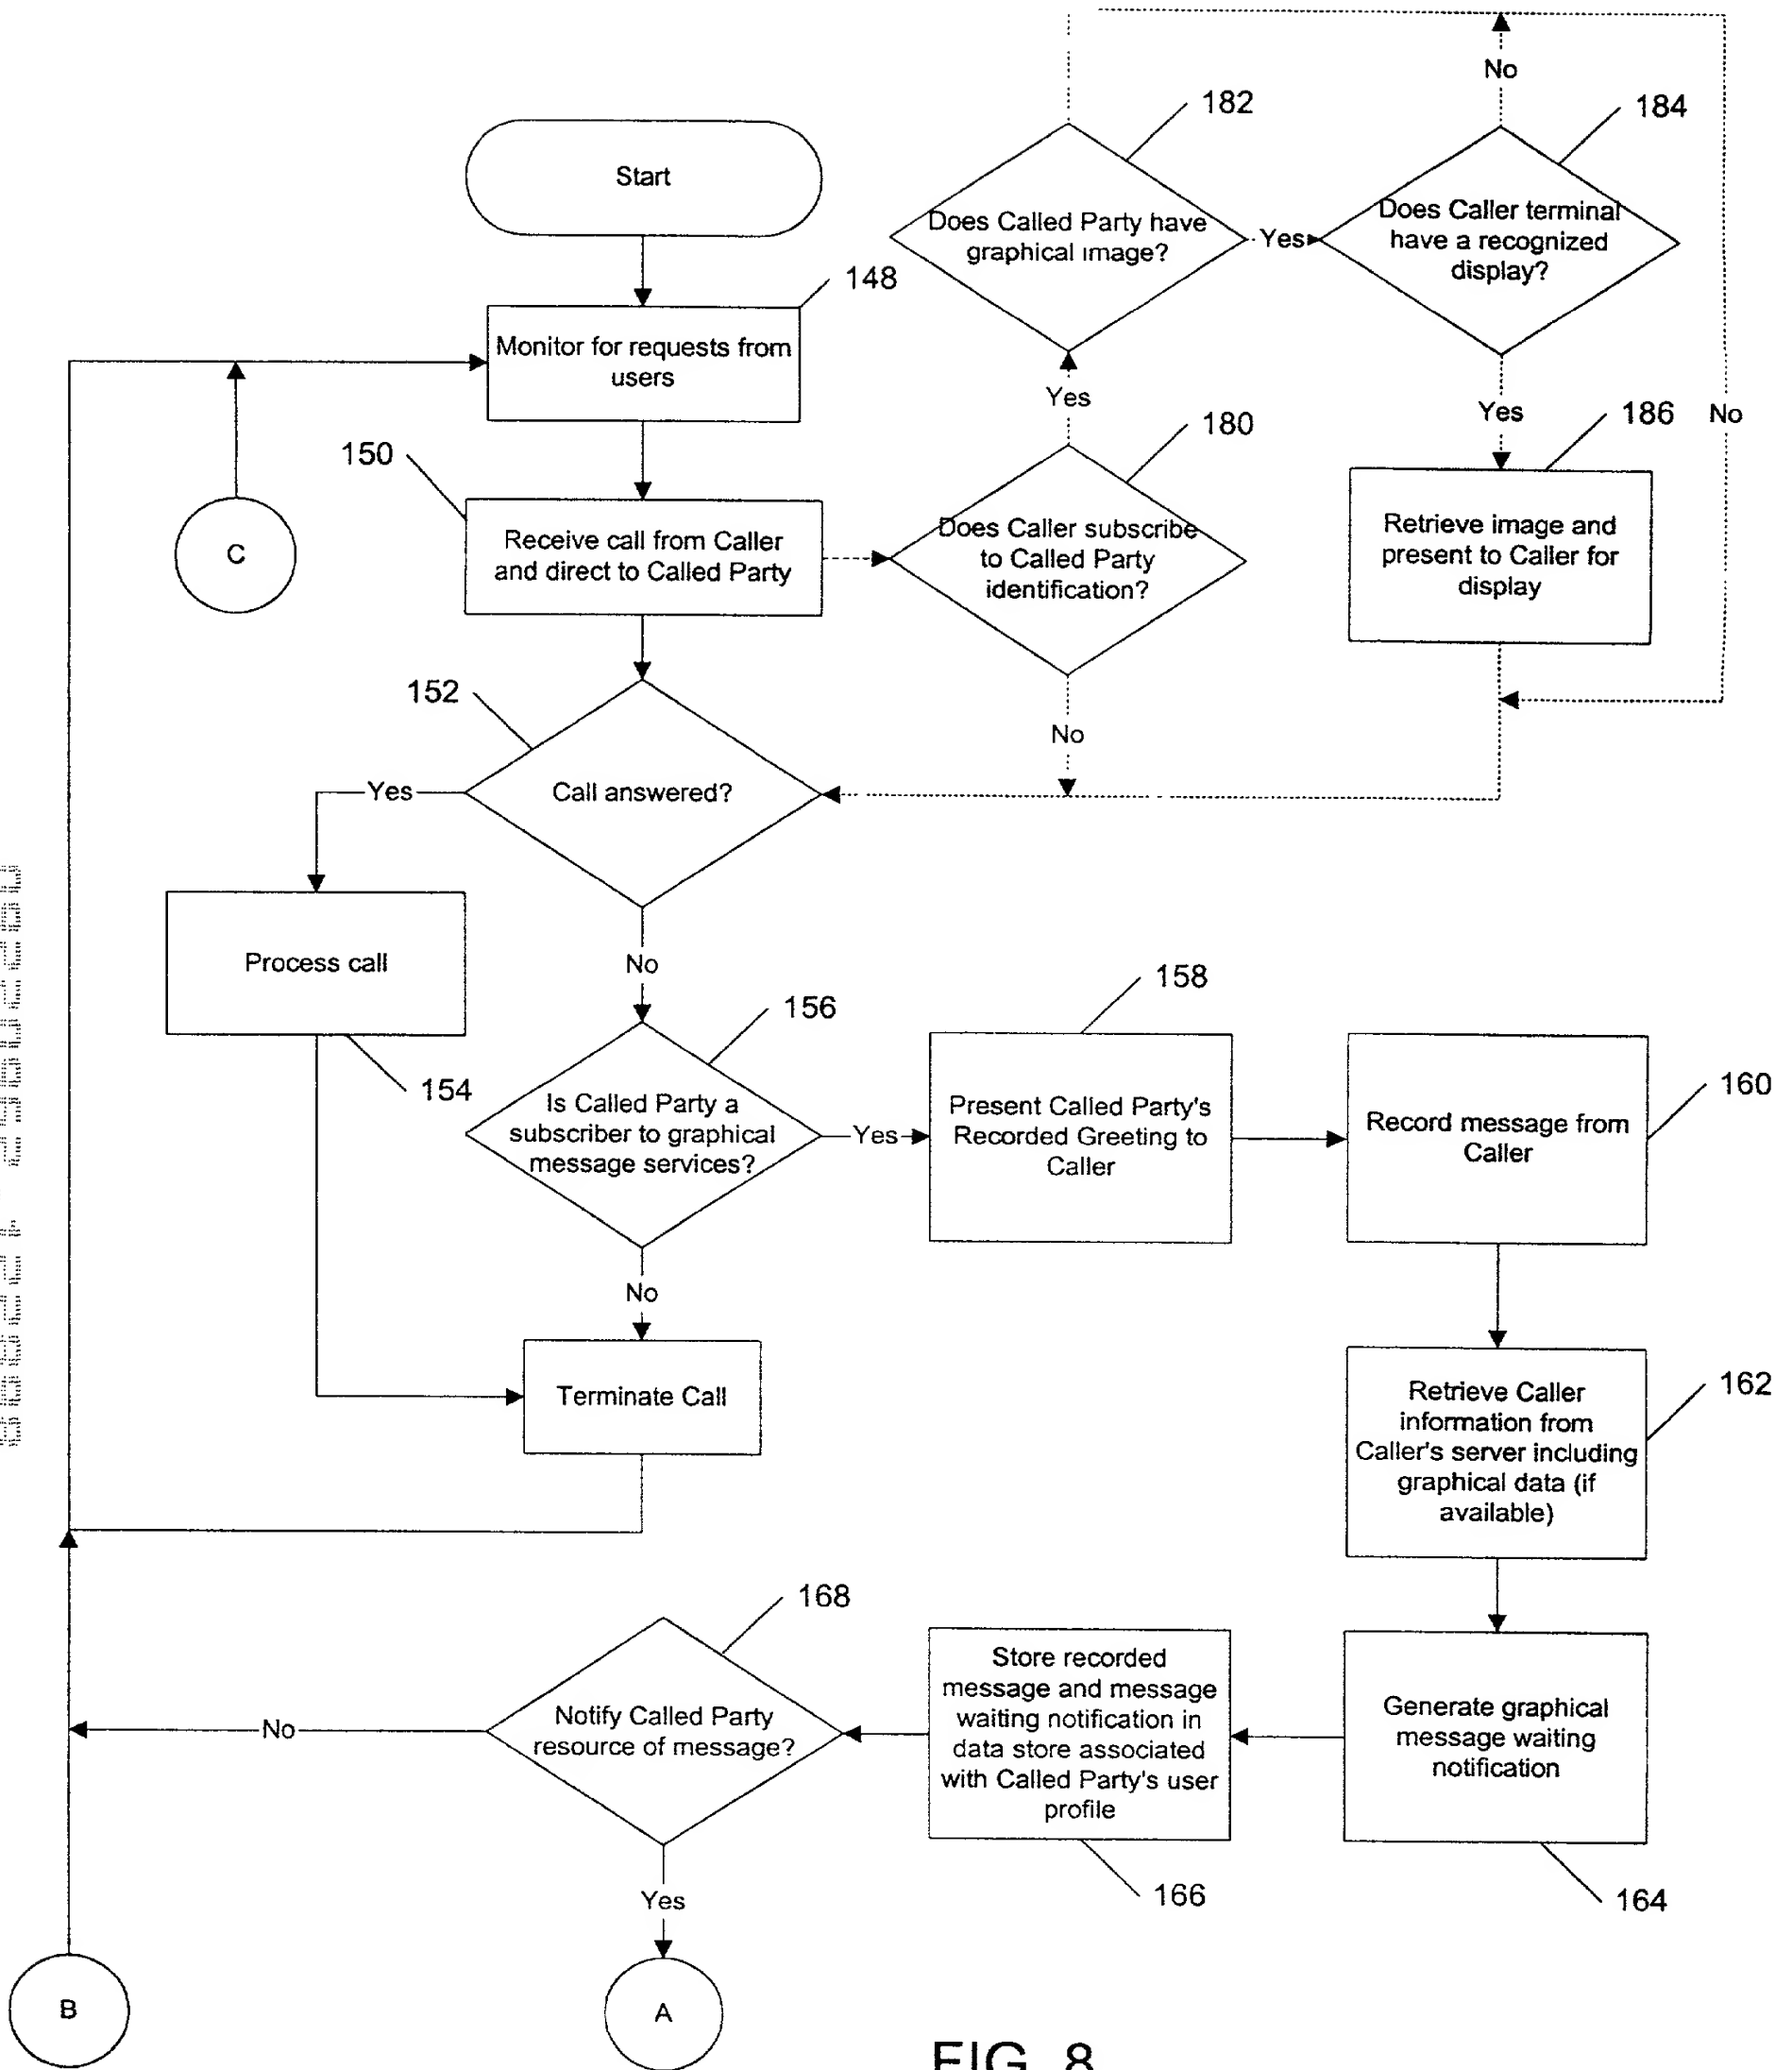 No
182
184
Start
Does Called Party have
graphical image?
Yes
Does Caller terminal
have a recognized
display?
148
Monitor for requests from
users
Yes
Yes
186
No
150
180
C
Receive call from Caller
and direct to Called Party
Does Caller subscribe
to Called Party
identification?
Retrieve image and
present to Caller for
display
152
No
Yes
Call answered?
Process call
No
154
156
158
Is Called Party a
subscriber to graphical
message services?
Yes
Present Called Party's
Recorded Greeting to
Caller
Record message from
Caller
160
No
Terminate Call
Retrieve Caller
information from
Caller's server including
graphical data (if
available)
162
168
No
Notify Called Party
resource of message?
Store recorded
message and message
waiting notification in
data store associated
with Called Party's user
profile
Generate graphical
message waiting
notification
Yes
166
164
B
A
FIG. 8